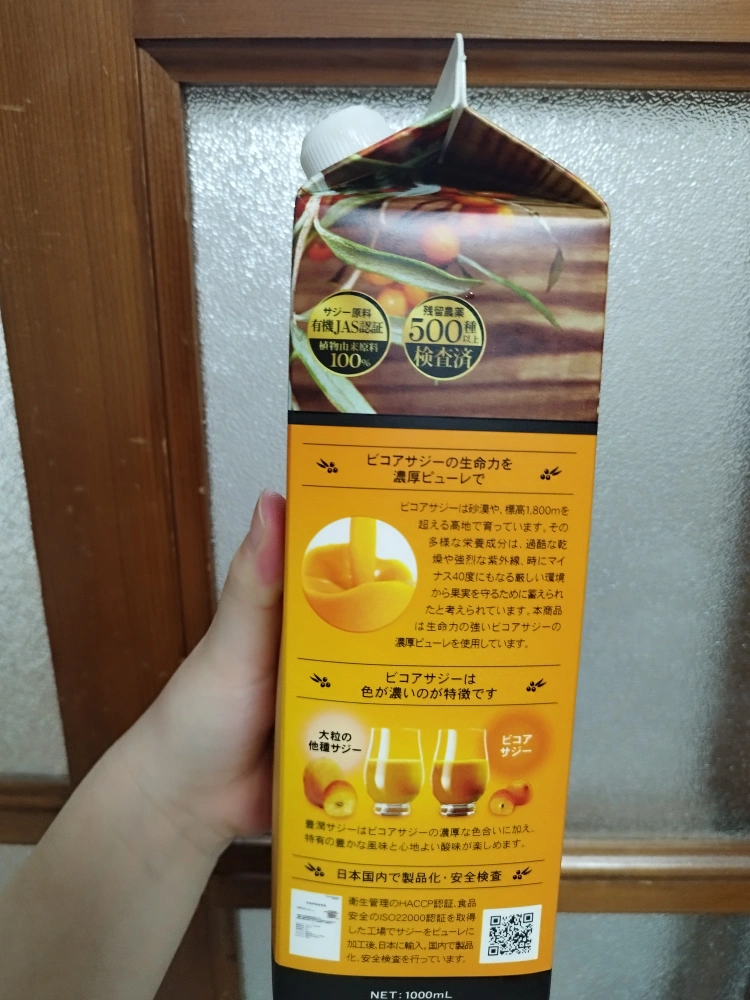 サジー原料
有機JAS認証
植物由来原料
100%
残留農薬
500種以上
検査済
ビコアサジーの生命力を
濃厚ピューレで
ビコアサジーは砂漠や、標高1,800mを
超える高地で育っています。その
多様な栄養成分は、過酷な乾
燥や強烈な紫外線、時にマイ
ナス40度にもなる厳しい環境
から果実を守るために蓄えられ
たと考えられています。本商品
は生命力の強いビコアサジーの
濃厚ピューレを使用しています。
ビコアサジーは
色が濃いのが特徴です
大粒の
他種サジー
ビコア
サジー
豊潤サジーはビコアサジーの濃厚な色合いに加え、
特有の豊かな風味と心地よい酸味が楽しめます。
日本国内で製品化・安全検査
衛生管理のHACCP認証、食品
安全のISO22000認証を取得
した工場でサジーをピューレに
加工後、日本に輸入。国内で製品
化、安全検査を行っています。
NET:1000mL